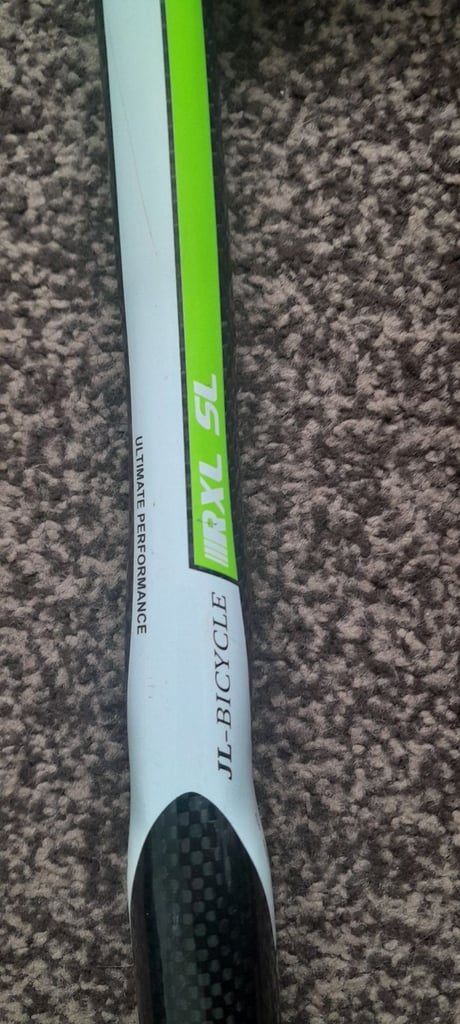 RXL SL
ULTIMATE PERFORMANCE
JL-BICYCLE